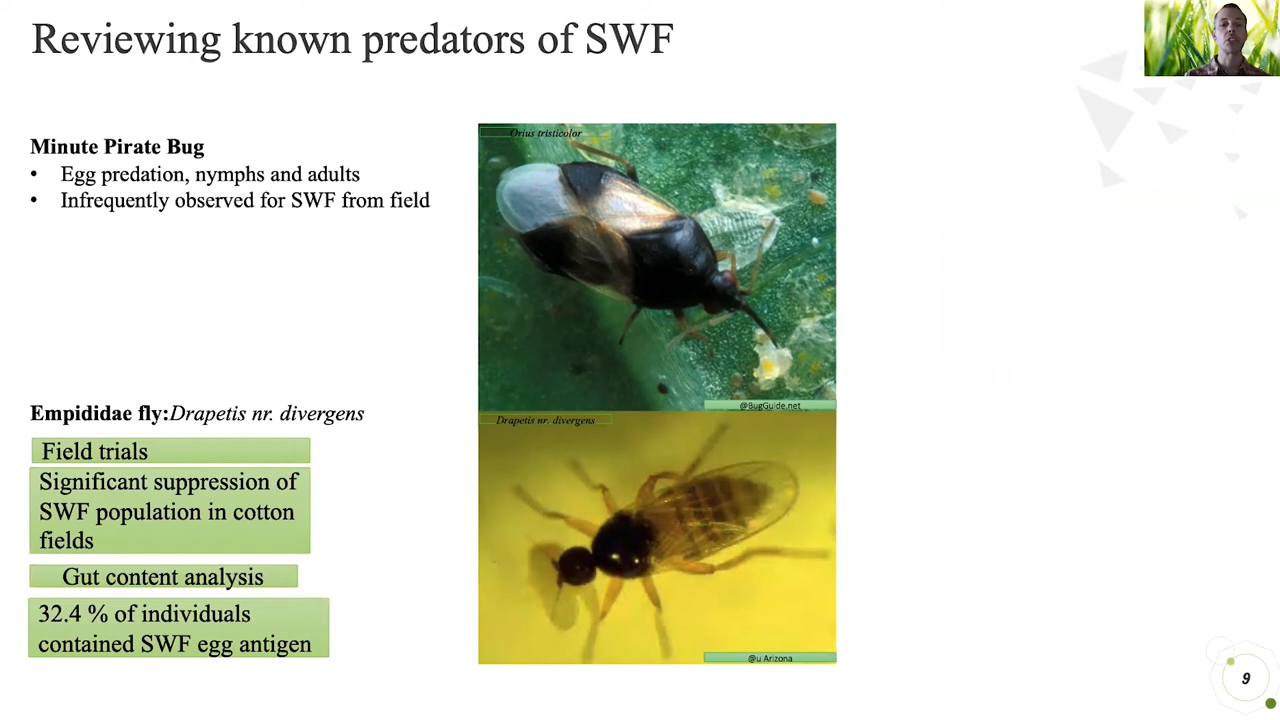 Reviewing known predators of SWF
Minute Pirate Bug
• Egg predation, nymphs and adults
• Infrequently observed for SWF from field
Orius tristicolor
@BugGuide.net
Empididae fly:Drapetis nr. divergens
Field trials
Significant suppression of
SWF population in cotton
fields
Gut content analysis
32.4 % of individuals
contained SWF egg antigen
Drapetis nr. divergens
@u Arizona
9